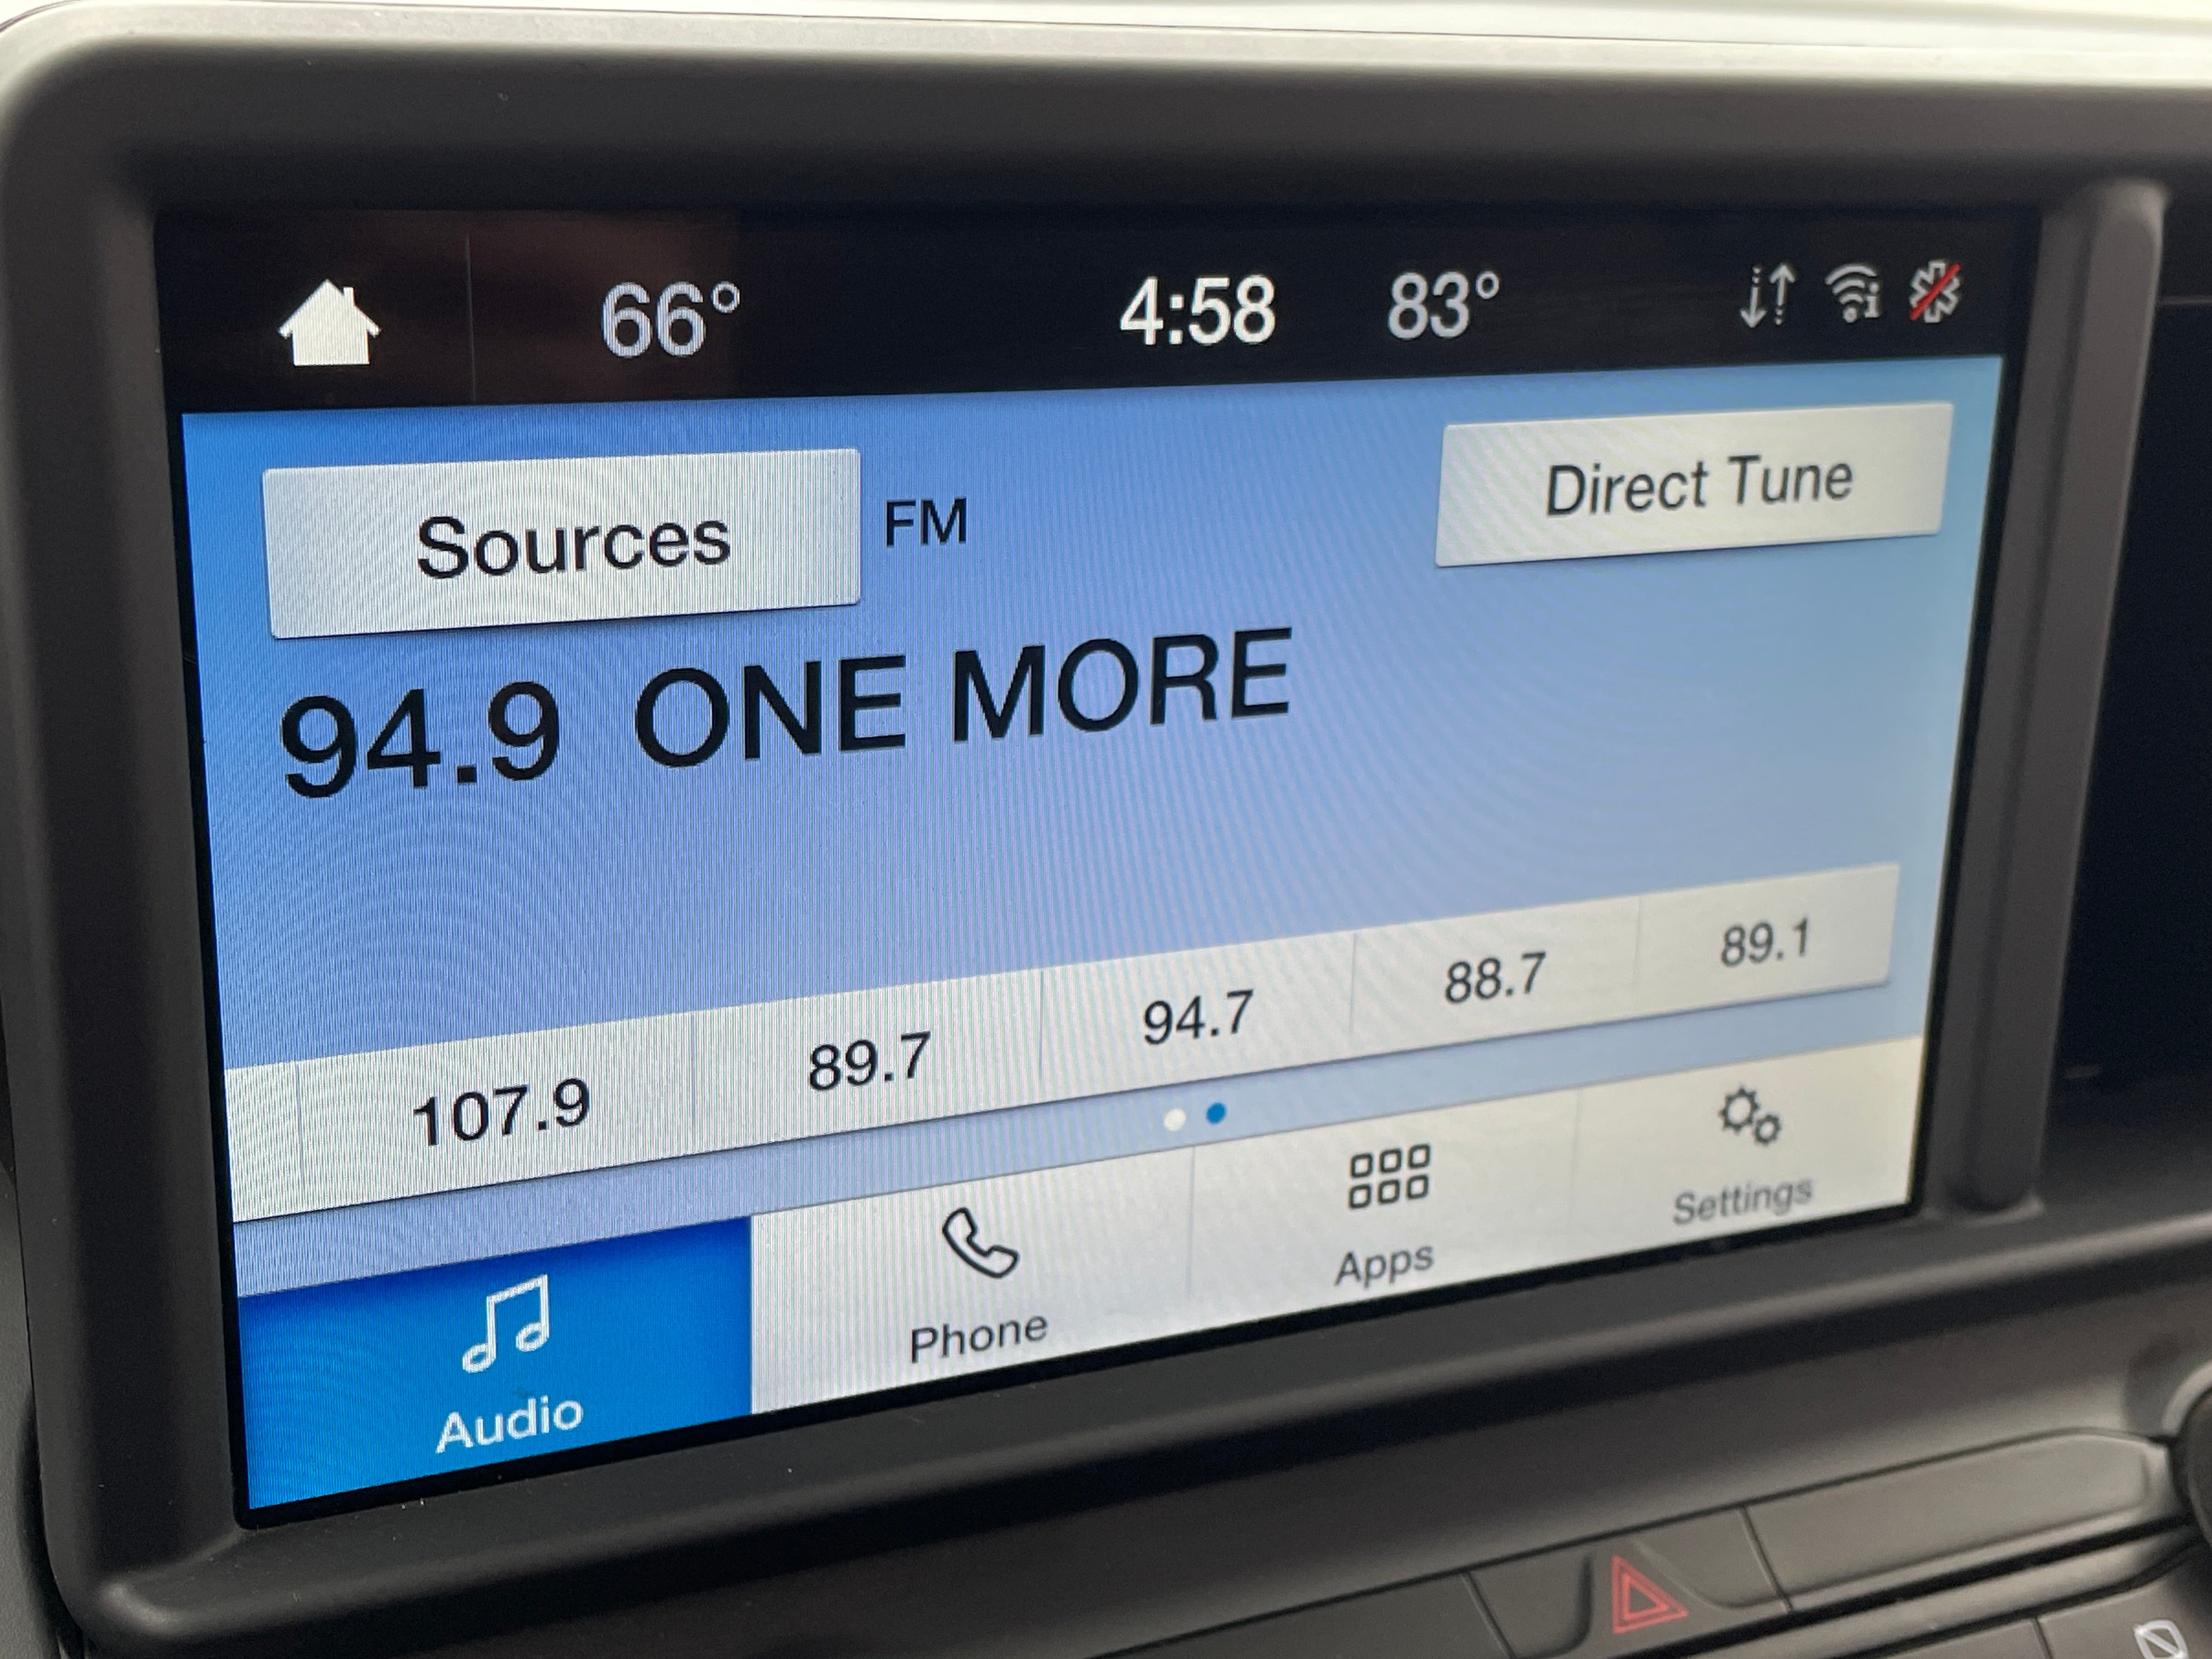 66° 4:58 83°
Sources FM Direct Tune
94.9 ONE MORE
107.9 89.7 94.7 88.7 89.1
Audio Phone Apps Settings